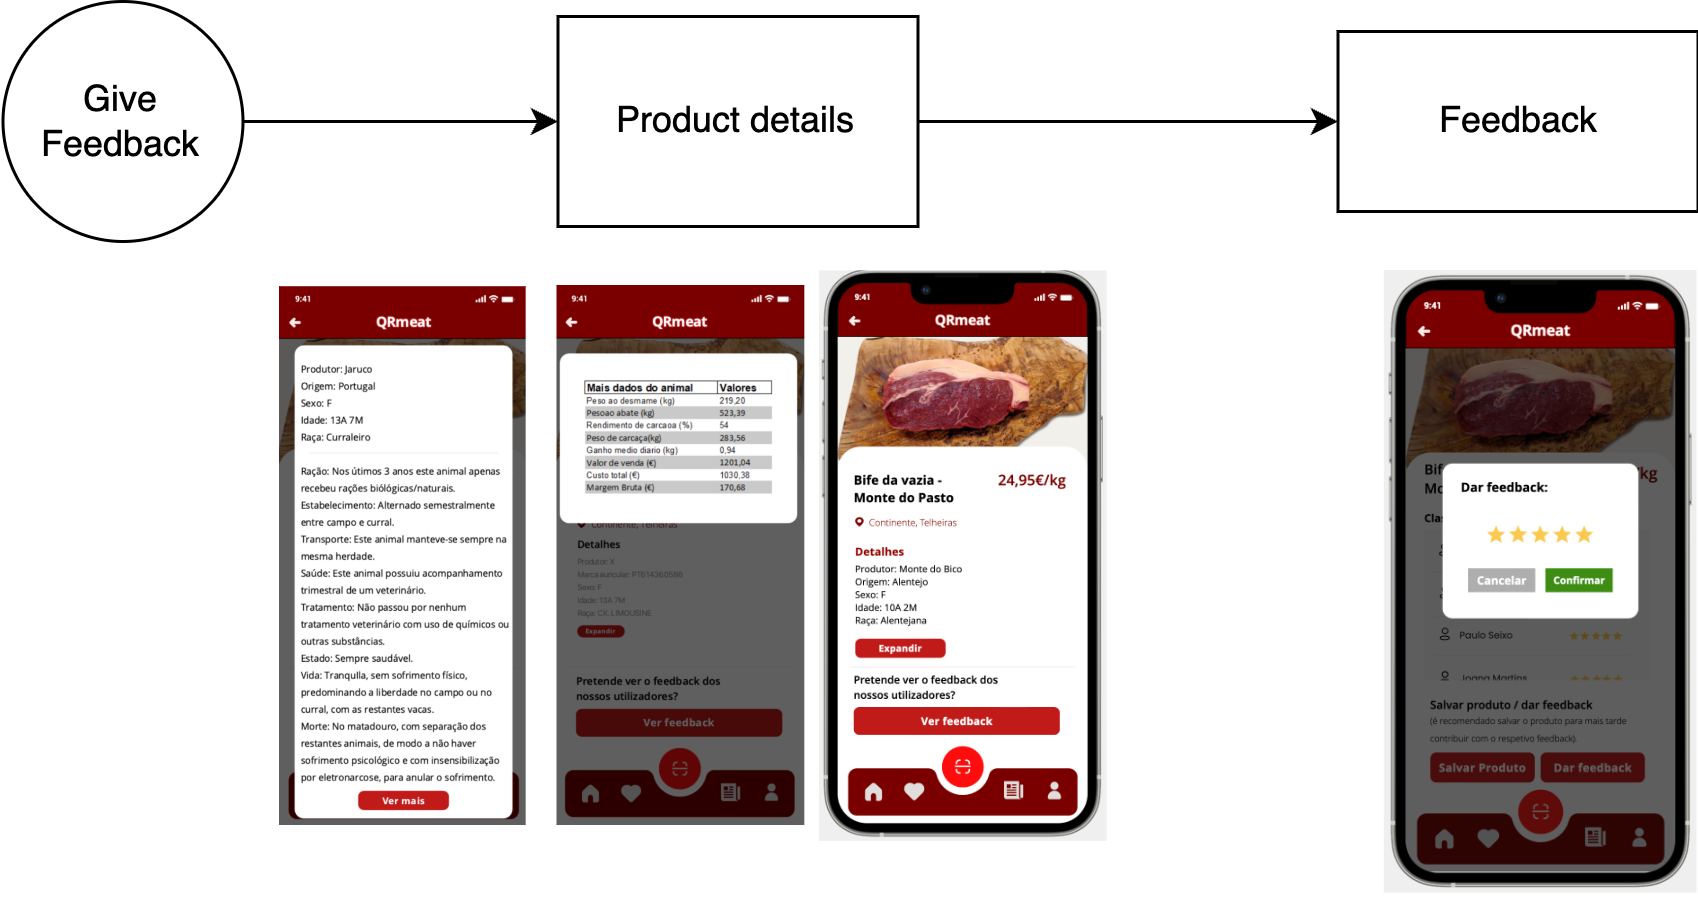 Give
Feedback
Product details
Feedback
9:41
QRmeat
Produtor: Jaruco
Origem: Portugal
Sexo: F
Idade: 13A 7M
Raça: Curraleiro
Ração: Nos útimos 3 anos este animal apenas
recebeu rações biólógicas/naturais.
Estabelecimento: Alternado semestralmente
entre campo e curral.
Transporte: Este animal manteve-se sempre na
mesma herdade.
Saúde: Este animal possuiu acompanhamento
trimestral de um veterinário.
Tratamento: Não passou por nenhum
tratamento veterinário com uso de químicos ou
outras substâncias.
Estado: Sempre saudável.
Vida: Tranqulla, sem sofrimento físico,
predominando a liberdade no campo ou no
curral, com as restantes vacas.
Morte: No matadouro, com separação dos
restantes animais, de modo a não haver
sofrimento psicológico e com insensibilização
por eletronarcose, para anular o sofrimento.
Ver mais
9:41
QRmeat
Mais dados do animal Valores
Peso ao desmame (kg) 219,20
Pesoao abate (kg) 523,39
Rendimento de carcaoa (%) 54
Peso de carcaça(kg) 283,56
Ganho medio diario (kg) 0,94
Valor de venda (€) 1201,04
Custo total (€) 1030,38
Margem Bruta (€) 170,68
Continente, Telheiras
Detalhes
Produtor: X
Marca auricular: PT614360586
Sexo: F
Idade: 13A 7M
Raça: CX. LIMOUSINE
Expandir
Pretende ver o feedback dos
nossos utilizadores?
Ver feedback
9:41
QRmeat
Bife da vazia - 24,95€/kg
Monte do Pasto
Continente, Telheiras
Detalhes
Produtor: Monte do Bico
Origem: Alentejo
Sexo: F
Idade: 10A 2M
Raça: Alentejana
Expandir
Pretende ver o feedback dos
nossos utilizadores?
Ver feedback
9:41
QRmeat
Bif kg
Mo
Clas
Dar feedback:
Cancelar Confirmar
Paulo Seixo
Joana Martins
Salvar produto / dar feedback
(é recomendado salvar o produto para mais tarde
contribuir com o respetivo feedback).
Salvar Produto Dar feedback